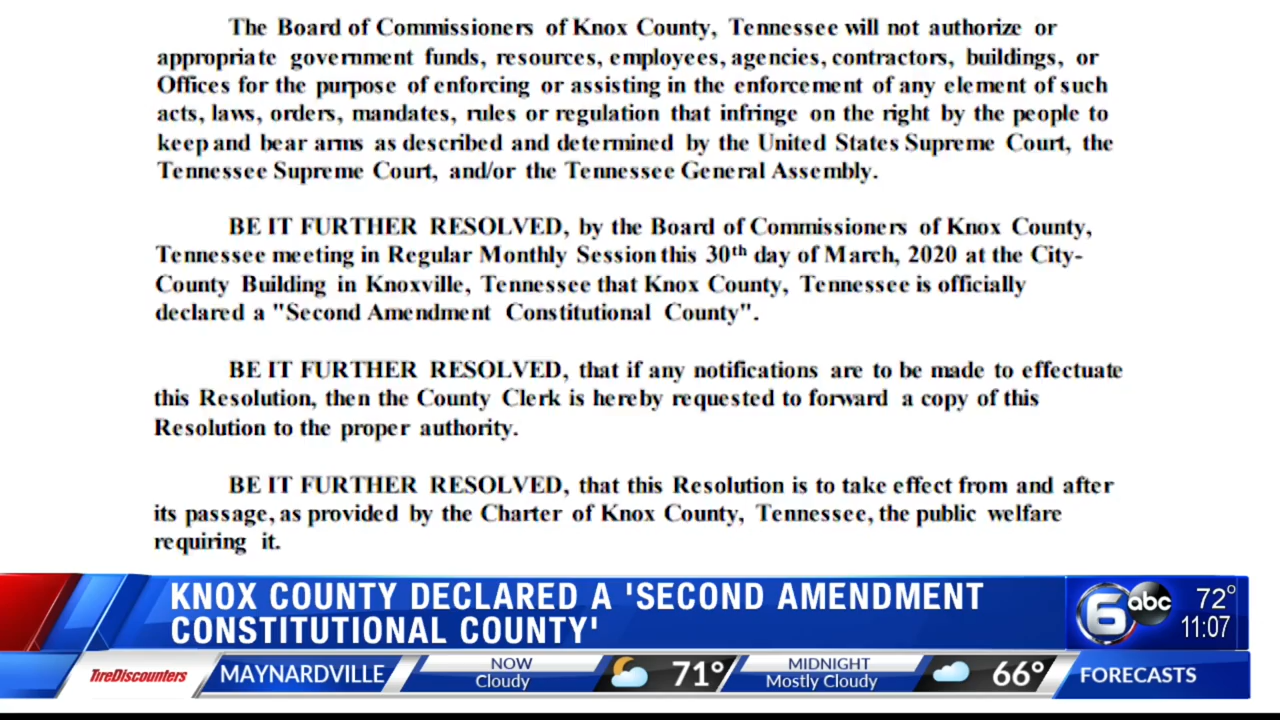 The Board of Commissioners of Knox County, Tennessee will not authorize or
appropriate government funds, resources, employees, agencies, contractors, buildings, or
Offices for the purpose of enforcing or assisting in the enforcement of any element of such
acts, laws, orders, mandates, rules or regulation that infringe on the right by the people to
keep and bear arms as described and determined by the United States Supreme Court, the
Tennessee Supreme Court, and/or the Tennessee General Assembly.
BE IT FURTHER RESOLVED, by the Board of Commissioners of Knox County,
Tennessee meeting in Regular Monthly Session this 30th day of March, 2020 at the City-
County Building in Knoxville, Tennessee that Knox County, Tennessee is officially
declared a "Second Amendment Constitutional County".
BE IT FURTHER RESOLVED, that if any notifications are to be made to effectuate
this Resolution, then the County Clerk is hereby requested to forward a copy of this
Resolution to the proper authority.
BE IT FURTHER RESOLVED, that this Resolution is to take effect from and after
its passage, as provided by the Charter of Knox County, Tennessee, the public welfare
requiring it.
KNOX COUNTY DECLARED A 'SECOND AMENDMENT
CONSTITUTIONAL COUNTY'
6 abc 72°
11:07
TireDiscounters MAYNARDVILLE NOW Cloudy 71° MIDNIGHT Mostly Cloudy 66° FORECASTS